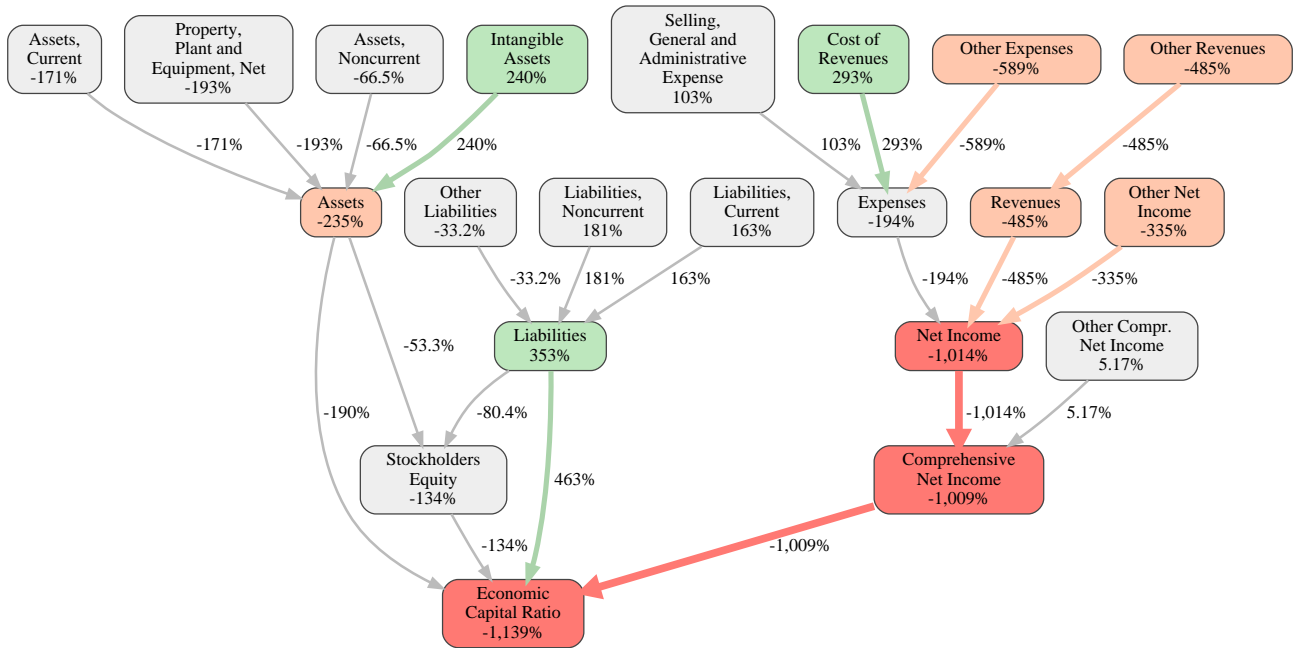 Assets,
Current
-171%
Property,
Plant and
Equipment, Net
-193%
Assets,
Noncurrent
-66.5%
Intangible
Assets
240%
Selling,
General and
Administrative
Expense
103%
Cost of
Revenues
293%
Other Expenses
-589%
Other Revenues
-485%
-171%
-193%
-66.5%
240%
103%
293%
-589%
-485%
Assets
-235%
Other
Liabilities
-33.2%
Liabilities,
Noncurrent
181%
Liabilities,
Current
163%
Expenses
-194%
Revenues
-485%
Other Net
Income
-335%
-33.2%
181%
163%
-194%
-485%
-335%
-53.3%
Liabilities
353%
Net Income
-1,014%
Other Compr.
Net Income
5.17%
-190%
-80.4%
-1,014%
5.17%
Stockholders
Equity
-134%
463%
Comprehensive
Net Income
-1,009%
-134%
-1,009%
Economic
Capital Ratio
-1,139%